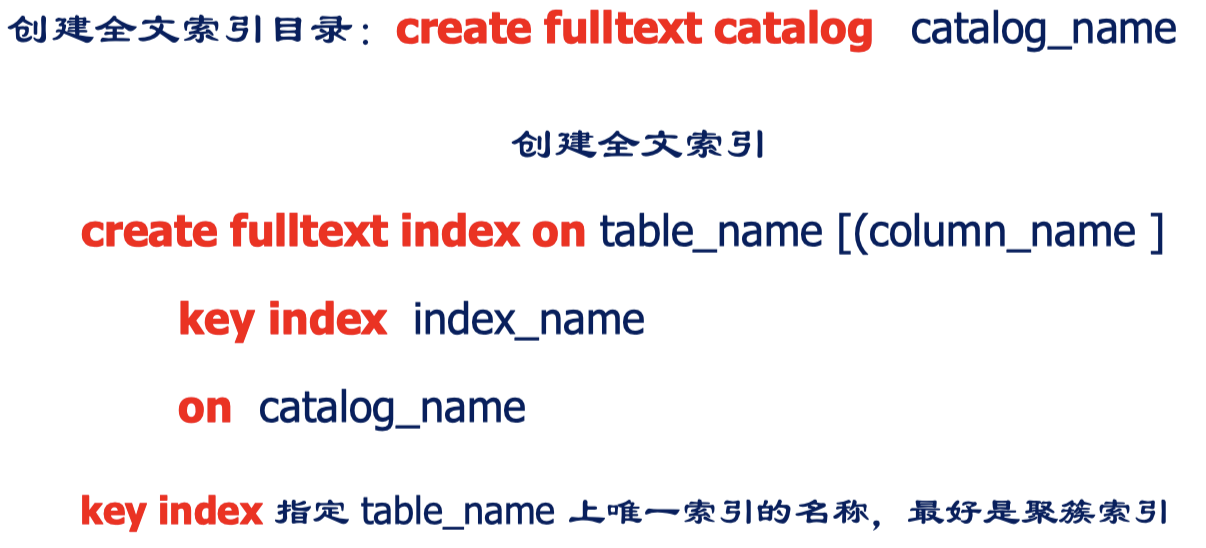 创建全文索引目录：create fulltext catalog catalog_name
创建全文索引
create fulltext index on table_name [(column_name ]
key index index_name
on catalog_name
key index 指定 table_name 上唯一索引的名称，最好是聚簇索引